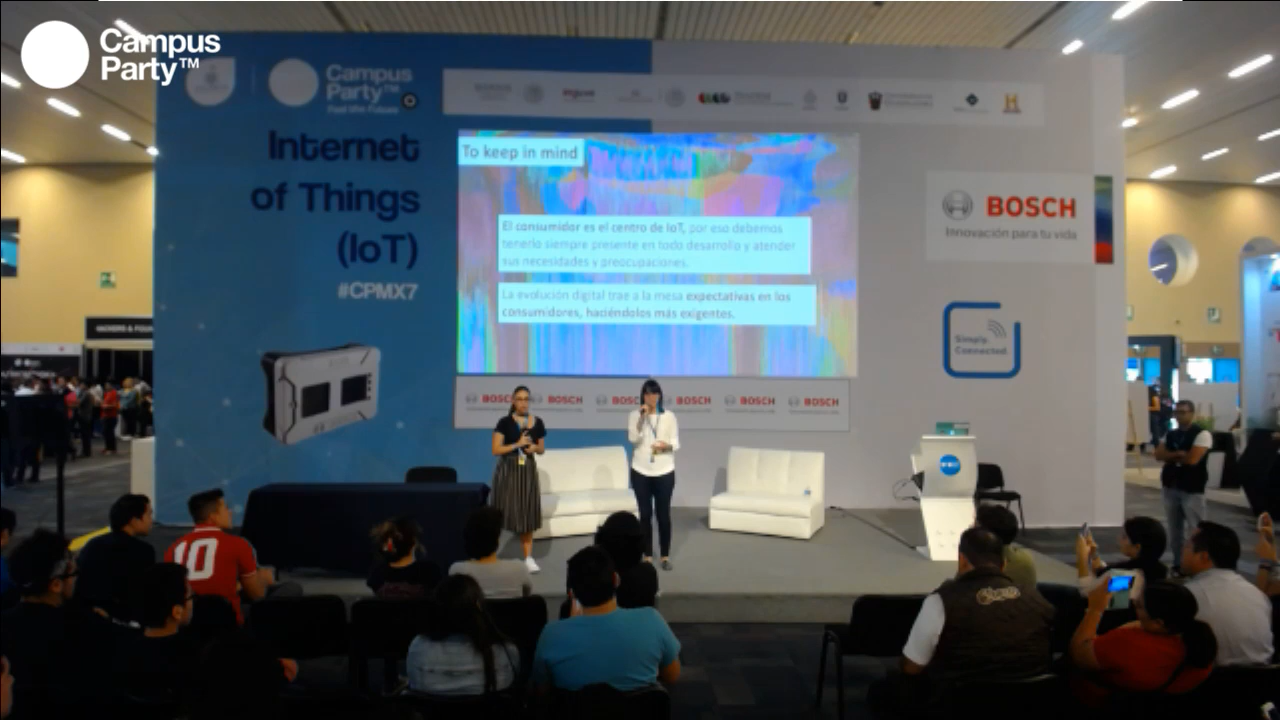 Campus
Party™
Campus
Party™
Feel the Future
Internet
of Things
(IoT)
#CPMX7
To keep in mind
El consumidor es el centro de IoT, por eso debemos
tenerlo siempre presente en todo desarrollo y atender
sus necesidades y preocupaciones.
La evolución digital trae a la mesa expectativas en los
consumidores, haciéndolos más exigentes.
BOSCH
Innovación para tu vida
Simply.
Connected.
BOSCH
BOSCH
BOSCH
BOSCH
BOSCH
BOSCH
10